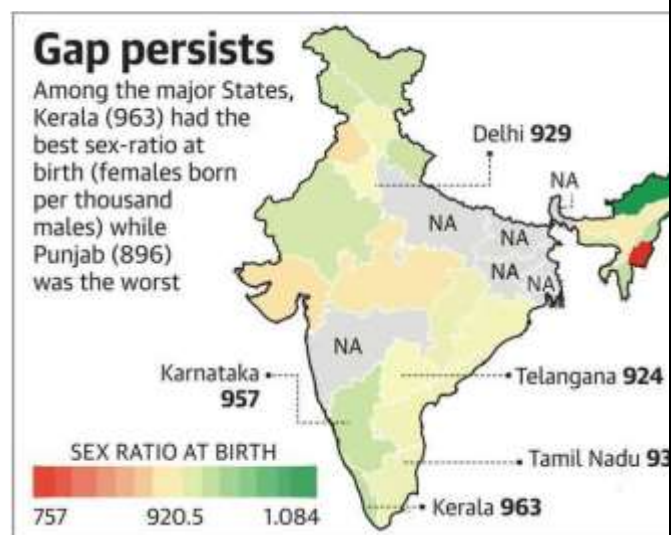 Gap persists
Among the major States,
Kerala (963) had the
best sex-ratio at
birth (females born
per thousand
males) while
Punjab (896)
was the worst
Delhi 929
NA
NA
NA
NA
NA
NA
Karnataka
957
Telangana 924
Tamil Nadu 93
Kerala 963
SEX RATIO AT BIRTH
757 920.5 1.084